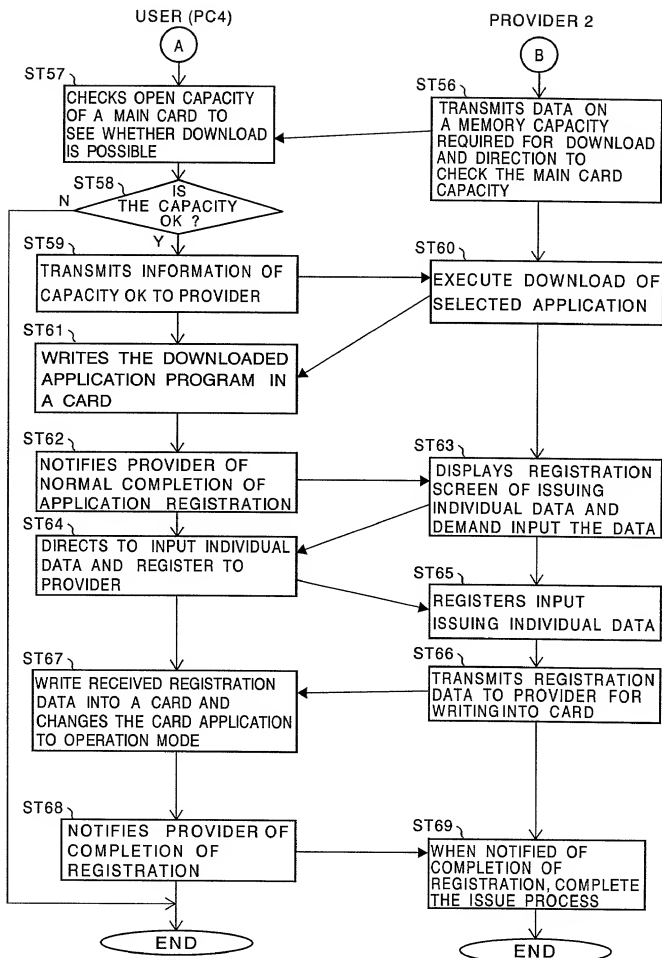 USER (PC4)
A
ST57
CHECKS OPEN CAPACITY
OF A MAIN CARD TO
SEE WHETHER DOWNLOAD
IS POSSIBLE
ST58
N
IS
THE CAPACITY
OK ?
Y
ST59
TRANSMITS INFORMATION OF
CAPACITY OK TO PROVIDER
ST61
WRITES THE DOWNLOADED
APPLICATION PROGRAM IN
A CARD
ST62
NOTIFIES PROVIDER OF
NORMAL COMPLETION OF
APPLICATION REGISTRATION
ST64
DIRECTS TO INPUT INDIVIDUAL
DATA AND REGISTER TO
PROVIDER
ST67
WRITE RECEIVED REGISTRATION
DATA INTO A CARD AND
CHANGES THE CARD APPLICATION
TO OPERATION MODE
ST68
NOTIFIES PROVIDER OF
COMPLETION OF
REGISTRATION
END
PROVIDER 2
B
ST56
TRANSMITS DATA ON
A MEMORY CAPACITY
REQUIRED FOR DOWNLOAD
AND DIRECTION TO
CHECK THE MAIN CARD
CAPACITY
ST60
EXECUTE DOWNLOAD OF
SELECTED APPLICATION
ST63
DISPLAYS REGISTRATION
SCREEN OF ISSUING
INDIVIDUAL DATA AND
DEMAND INPUT THE DATA
ST65
REGISTERS INPUT
ISSUING INDIVIDUAL DATA
ST66
TRANSMITS REGISTRATION
DATA TO PROVIDER FOR
WRITING INTO CARD
ST69
WHEN NOTIFIED OF
COMPLETION OF
REGISTRATION, COMPLETE
THE ISSUE PROCESS
END